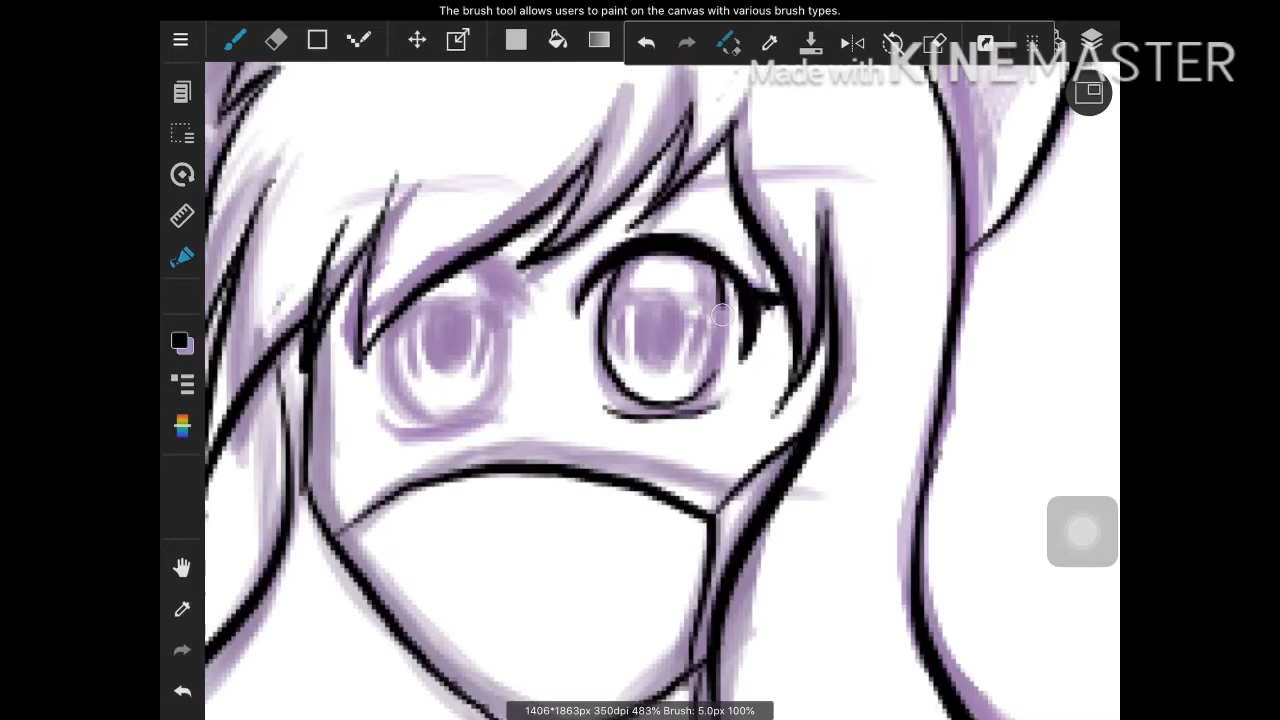 The brush tool allows users to paint on the canvas with various brush types.
Made with KINEMASTER
1406*1863px 350dpi 483% Brush: 5.0px 100%